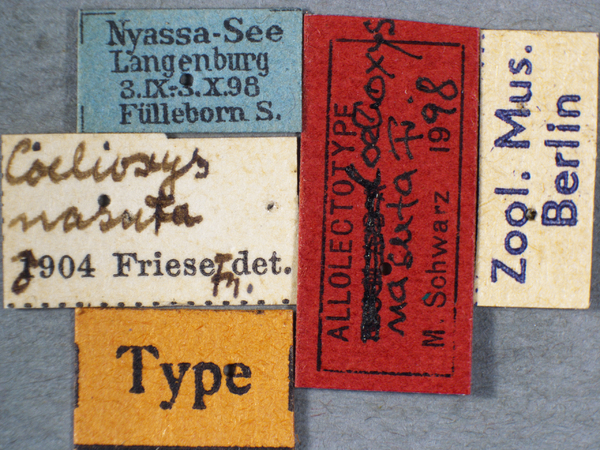 Nyassa-See
Langenburg
3.IX.-3.X.98
Fülleborn S.
Coelioxys
nasuta
1904 Friese det.
Fr.
Type
ALLOLECTOTYPE
Coelioxys
nasuta Fr.
M. Schwarz 1998
Zool. Mus.
Berlin